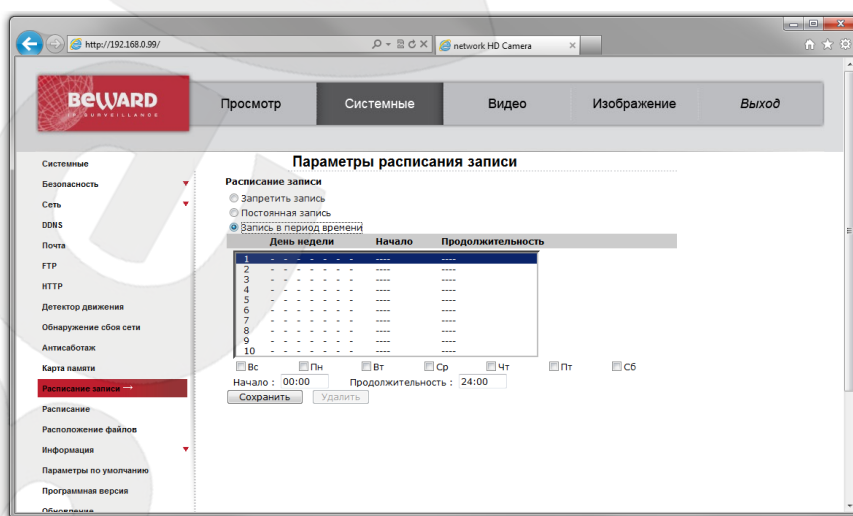 http://192.168.0.99/
network HD Camera
BEWARD
IP SURVEILLANCE
Просмотр Системные Видео Изображение Выход
Системные
Безопасность
Сеть
DDNS
Почта
FTP
HTTP
Детектор движения
Обнаружение сбоя сети
Антисаботаж
Карта памяти
Расписание записи →
Расписание
Расположение файлов
Информация
Параметры по умолчанию
Программная версия
Обновление
Параметры расписания записи
Расписание записи
Запретить запись
Постоянная запись
Запись в период времени
День недели Начало Продолжительность
1 - - - - - - - ---- ----
2 - - - - - - - ---- ----
3 - - - - - - - ---- ----
4 - - - - - - - ---- ----
5 - - - - - - - ---- ----
6 - - - - - - - ---- ----
7 - - - - - - - ---- ----
8 - - - - - - - ---- ----
9 - - - - - - - ---- ----
10 - - - - - - - ---- ----
Вс Пн Вт Ср Чт Пт Сб
Начало : 00:00 Продолжительность : 24:00
Сохранить Удалить